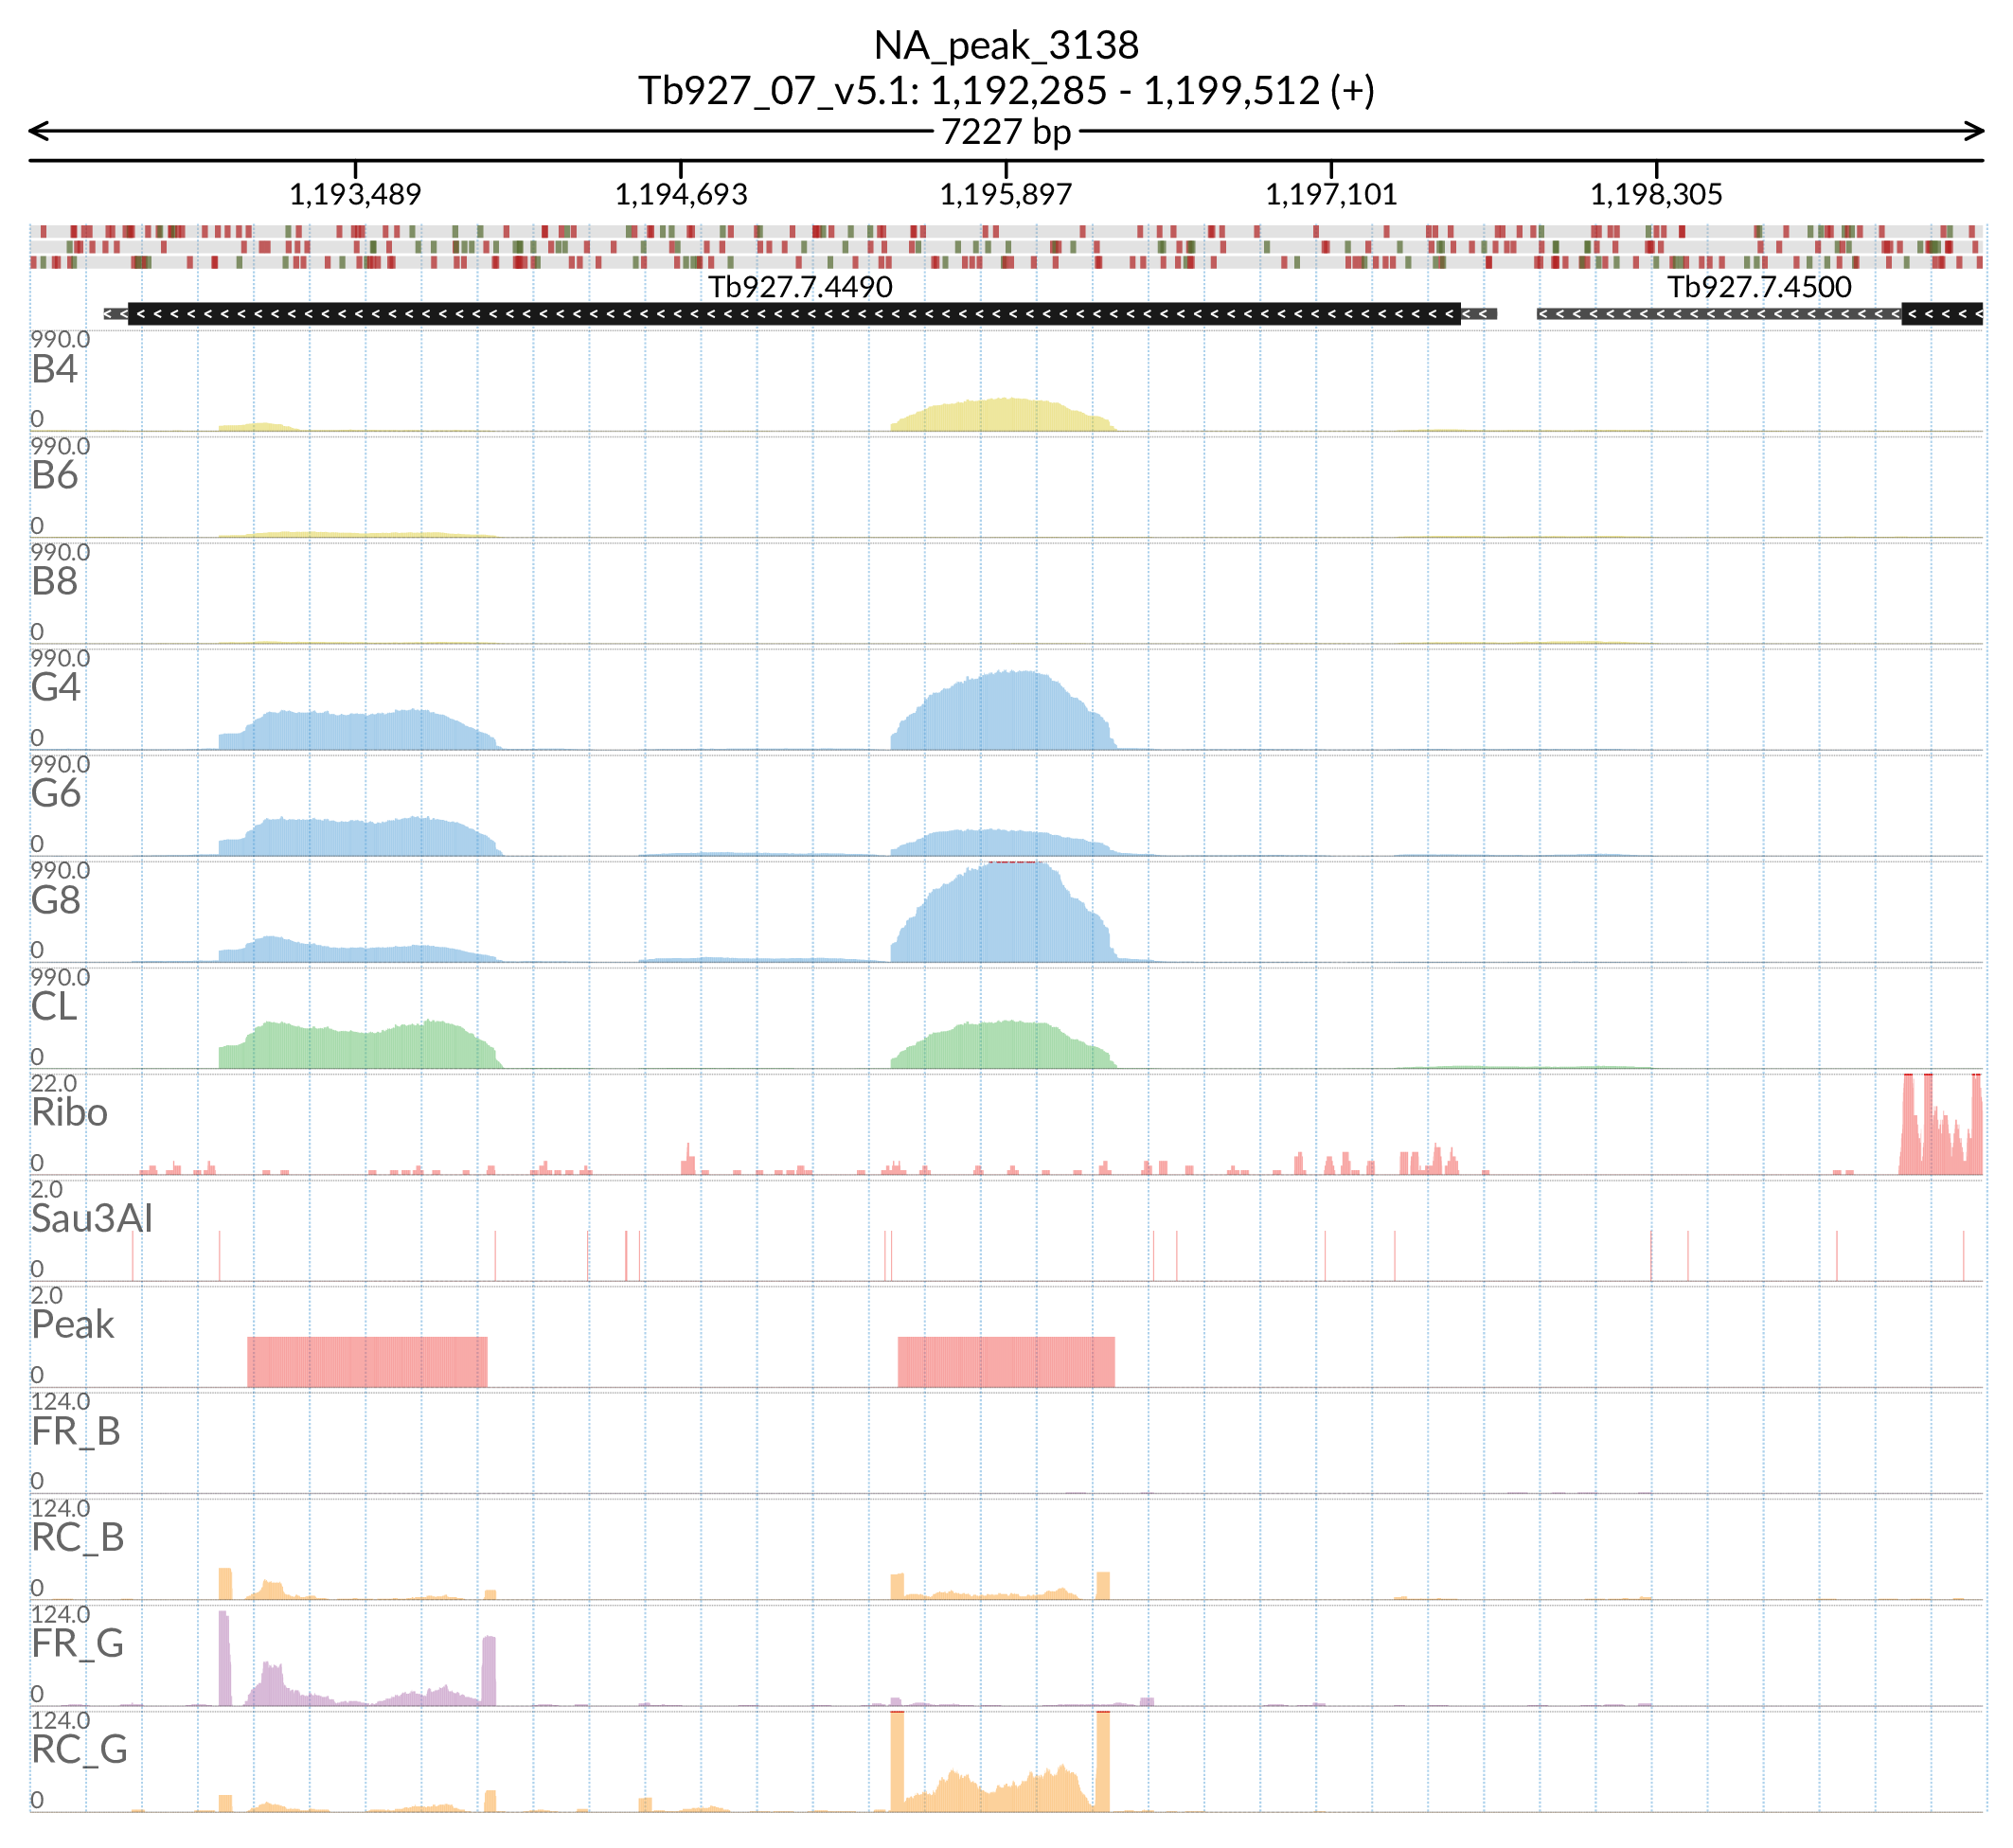 NA_peak_3138
Tb927_07_v5.1: 1,192,285 - 1,199,512 (+)
7227 bp
1,193,489 1,194,693 1,195,897 1,197,101 1,198,305
Tb927.7.4490 Tb927.7.4500
990.0
B4
0
990.0
B6
0
990.0
B8
0
990.0
G4
0
990.0
G6
0
990.0
G8
0
990.0
CL
0
22.0
Ribo
0
2.0
Sau3AI
0
2.0
Peak
0
124.0
FR_B
0
124.0
RC_B
0
124.0
FR_G
0
124.0
RC_G
0